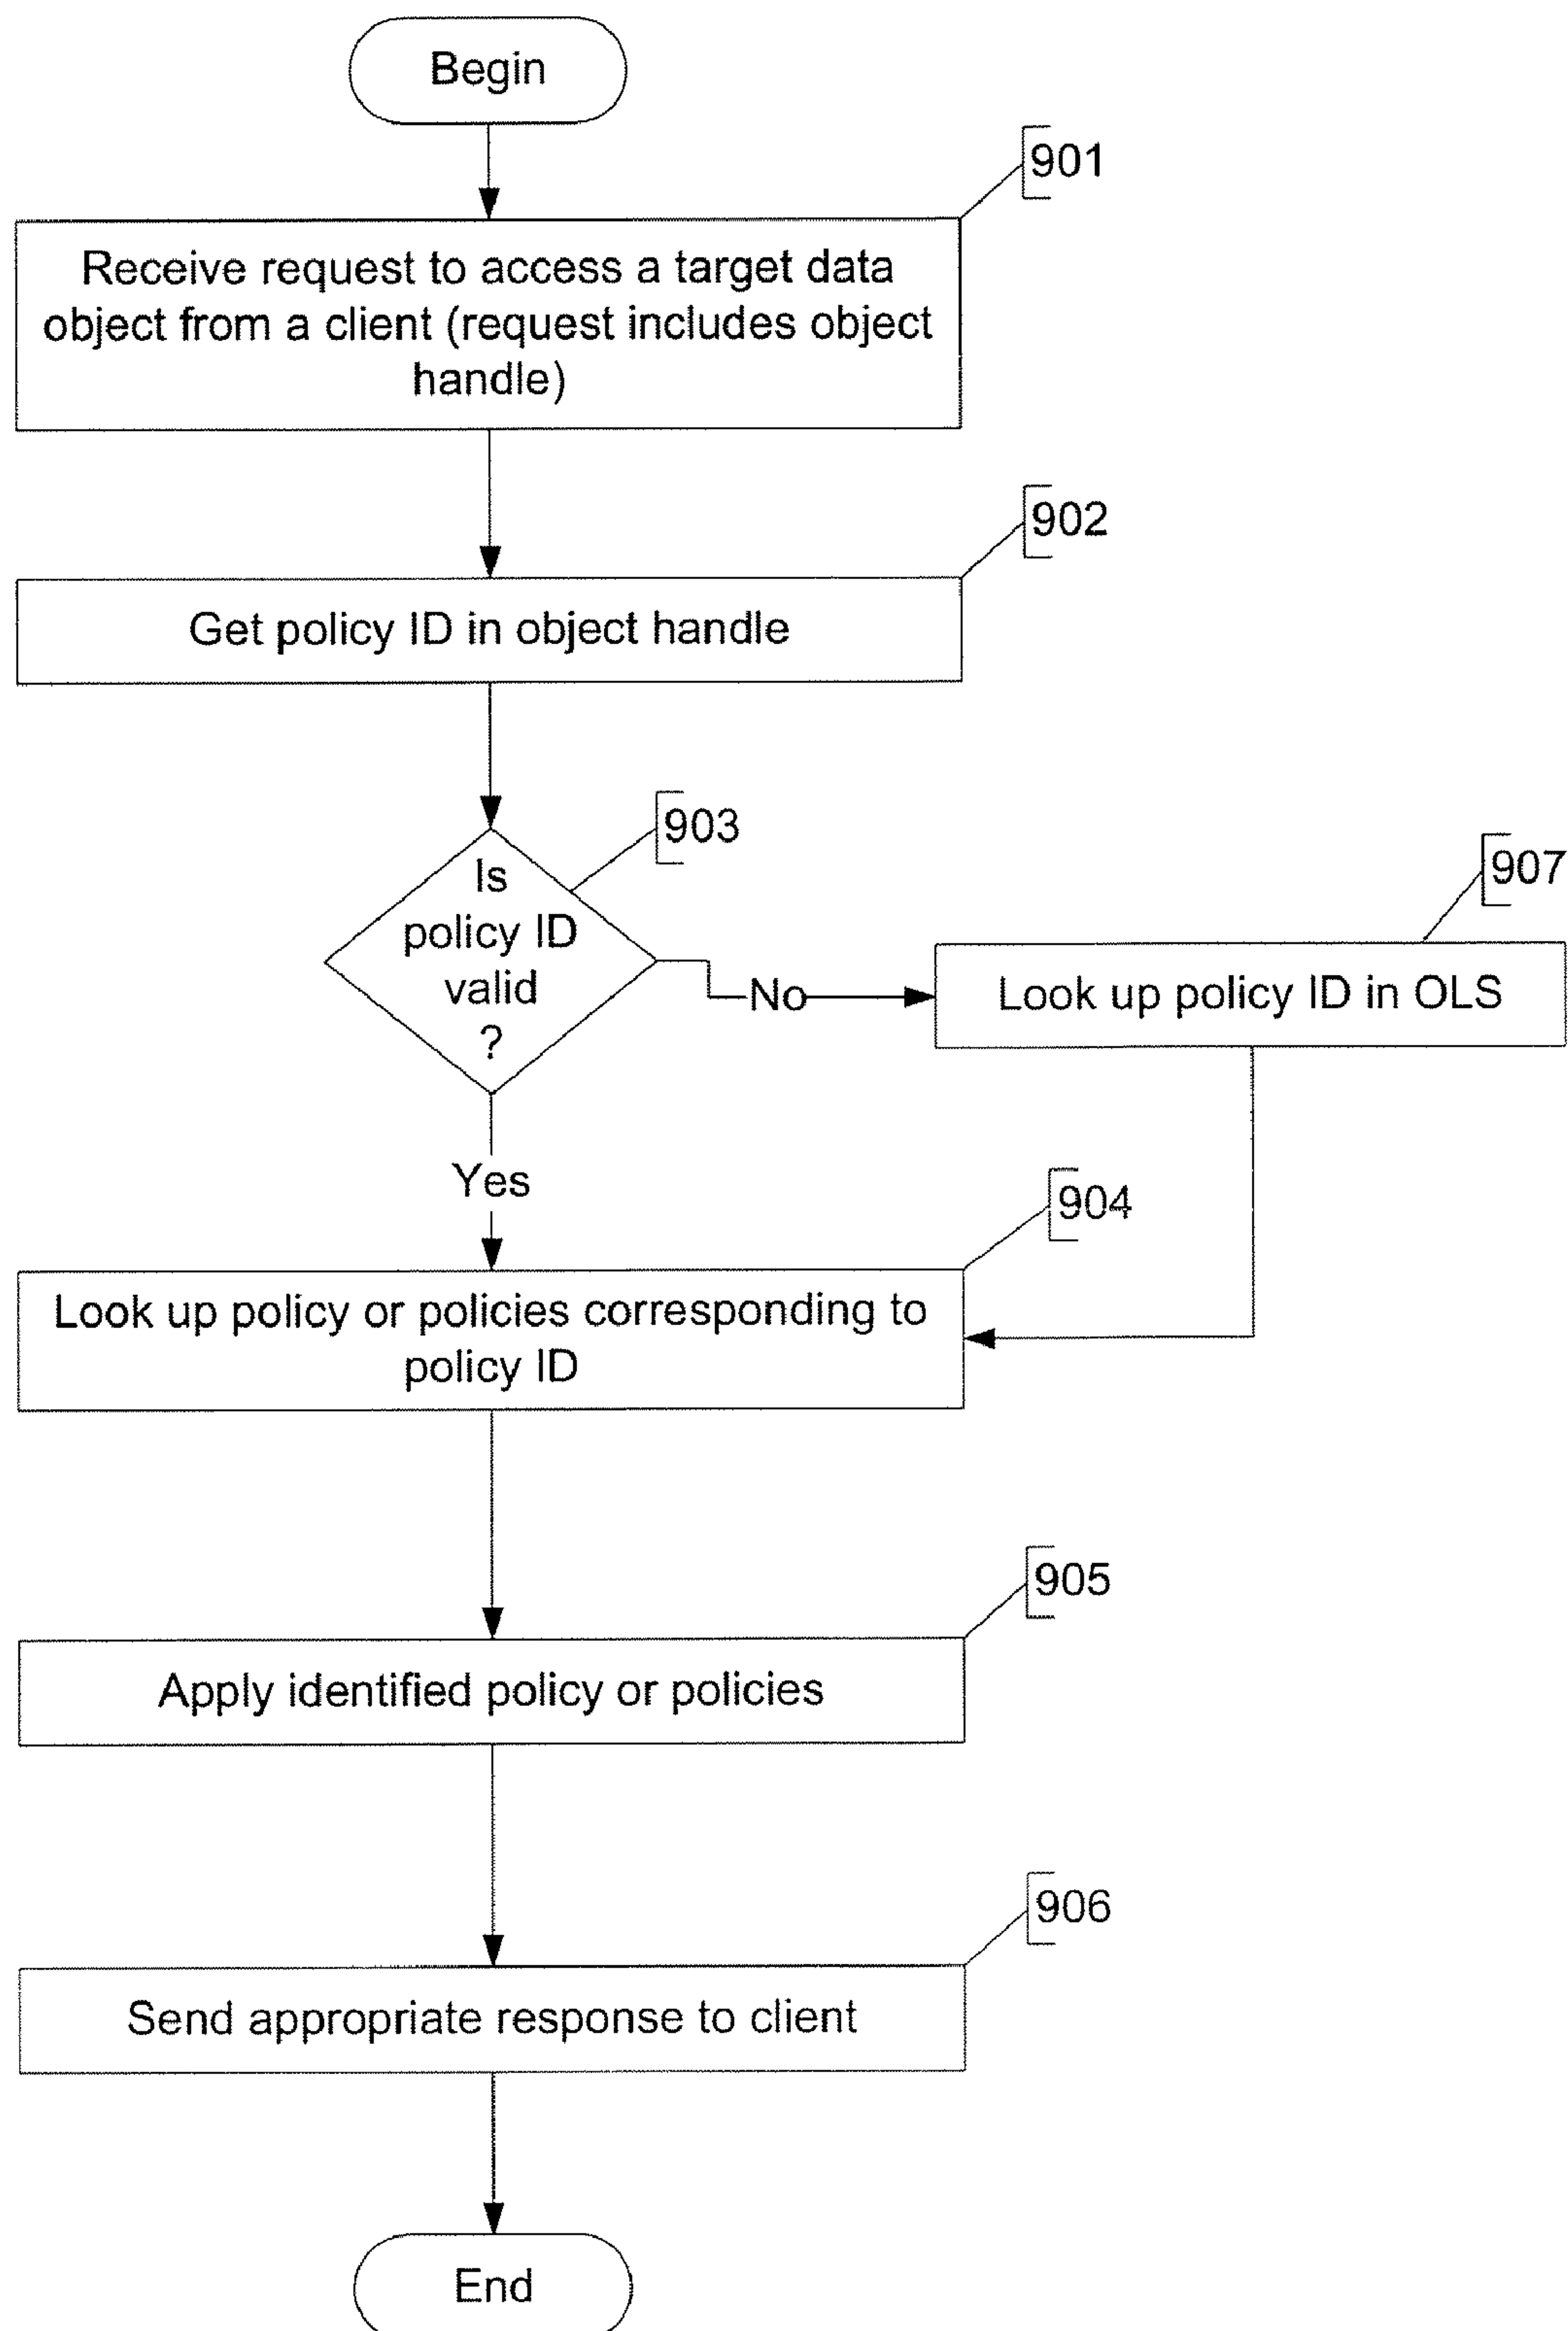 Begin
901
Receive request to access a target data
object from a client (request includes object
handle)
902
Get policy ID in object handle
903
Is
policy ID
valid
?
907
No
Look up policy ID in OLS
Yes
904
Look up policy or policies corresponding to
policy ID
905
Apply identified policy or policies
906
Send appropriate response to client
End